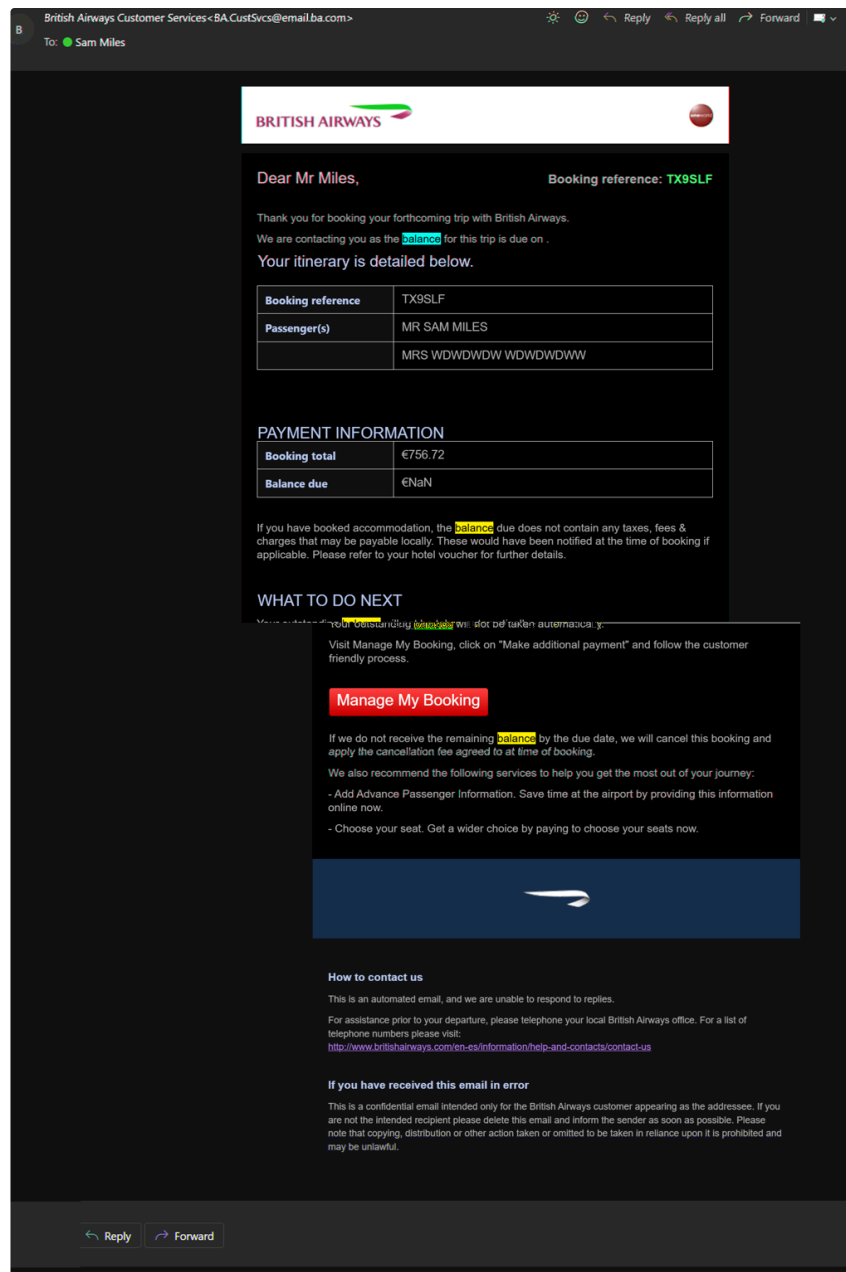 B
British Airways Customer Services<BA.CustSvcs@email.ba.com>
Reply
Reply all
Forward
To: Sam Miles
BRITISH AIRWAYS
oneworld
Dear Mr Miles,
Booking reference: TX9SLF
Thank you for booking your forthcoming trip with British Airways.
We are contacting you as the balance for this trip is due on .
Your itinerary is detailed below.
Booking reference TX9SLF
Passenger(s) MR SAM MILES
MRS WDWDWDW WDWDWDWW
PAYMENT INFORMATION
Booking total €756.72
Balance due €NaN
If you have booked accommodation, the balance due does not contain any taxes, fees &
charges that may be payable locally. These would have been notified at the time of booking if
applicable. Please refer to your hotel voucher for further details.
WHAT TO DO NEXT
Your outstanding will not be taken automatically.
Visit Manage My Booking, click on "Make additional payment" and follow the customer
friendly process.
Manage My Booking
If we do not receive the remaining balance by the due date, we will cancel this booking and
apply the cancellation fee agreed to at time of booking.
We also recommend the following services to help you get the most out of your journey:
- Add Advance Passenger Information. Save time at the airport by providing this information
online now.
- Choose your seat. Get a wider choice by paying to choose your seats now.
How to contact us
This is an automated email, and we are unable to respond to replies.
For assistance prior to your departure, please telephone your local British Airways office. For a list of
telephone numbers please visit:
http://www.britishairways.com/en-es/information/help-and-contacts/contact-us
If you have received this email in error
This is a confidential email intended only for the British Airways customer appearing as the addressee. If you
are not the intended recipient please delete this email and inform the sender as soon as possible. Please
note that copying, distribution or other action taken or omitted to be taken in reliance upon it is prohibited and
may be unlawful.
Reply
Forward